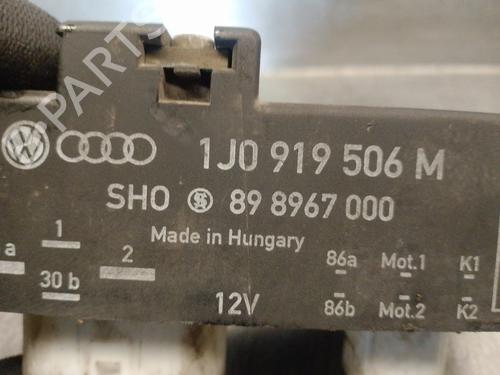 1J0 919 506 M
SHO 89 8967 000
Made in Hungary
a 1 2 86a Mot.1 K1
30 b 12V 86b Mot.2 K2
PARTS